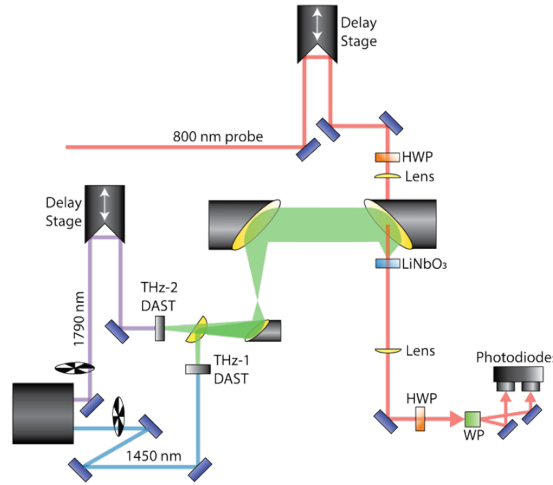 Delay
Stage
800 nm probe
HWP
Lens
Delay
Stage
LiNbO₃
THz-2
DAST
1790 nm
Lens
THz-1
DAST
Photodiodes
HWP
WP
1450 nm